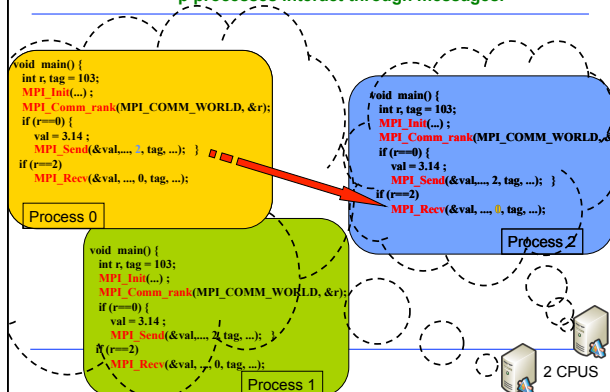 p processes interact through messages.
void main() {
int r, tag = 103;
MPI_Init(...) ;
MPI_Comm_rank(MPI_COMM_WORLD, &r);
if (r==0) {
val = 3.14 ;
MPI_Send(&val,..., 2, tag, ...); }
if (r==2)
MPI_Recv(&val, ..., 0, tag, ...);
Process 0
void main() {
int r, tag = 103;
MPI_Init(...) ;
MPI_Comm_rank(MPI_COMM_WORLD, &
if (r==0) {
val = 3.14 ;
MPI_Send(&val,..., 2, tag, ...); }
if (r==2)
MPI_Recv(&val, ..., 0, tag, ...);
Process 2
void main() {
int r, tag = 103;
MPI_Init(...) ;
MPI_Comm_rank(MPI_COMM_WORLD, &r);
if (r==0) {
val = 3.14 ;
MPI_Send(&val,..., 2, tag, ...); }
if (r==2)
MPI_Recv(&val, ..., 0, tag, ...);
Process 1
2 CPUS